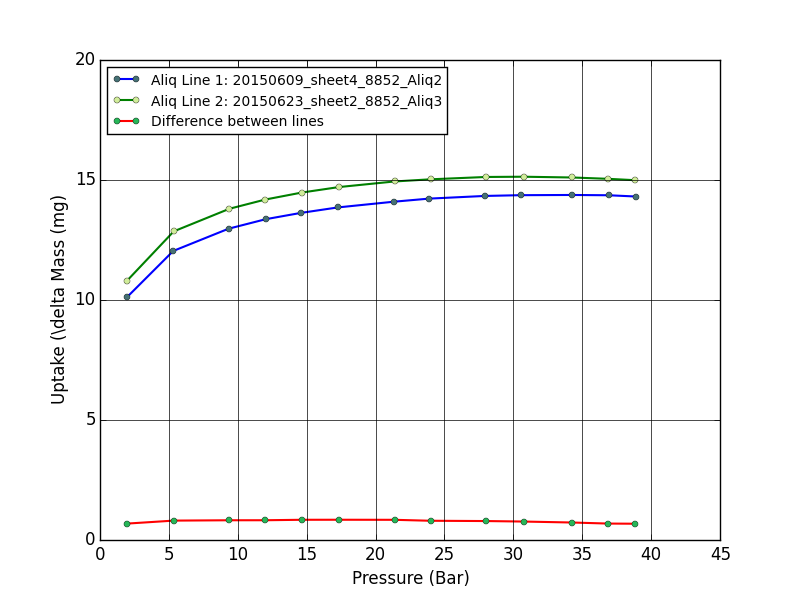 20
Aliq Line 1: 20150609_sheet4_8852_Aliq2
Aliq Line 2: 20150623_sheet2_8852_Aliq3
Difference between lines
15
10
5
0
Uptake (\delta Mass (mg)
0 5 10 15 20 25 30 35 40 45
Pressure (Bar)